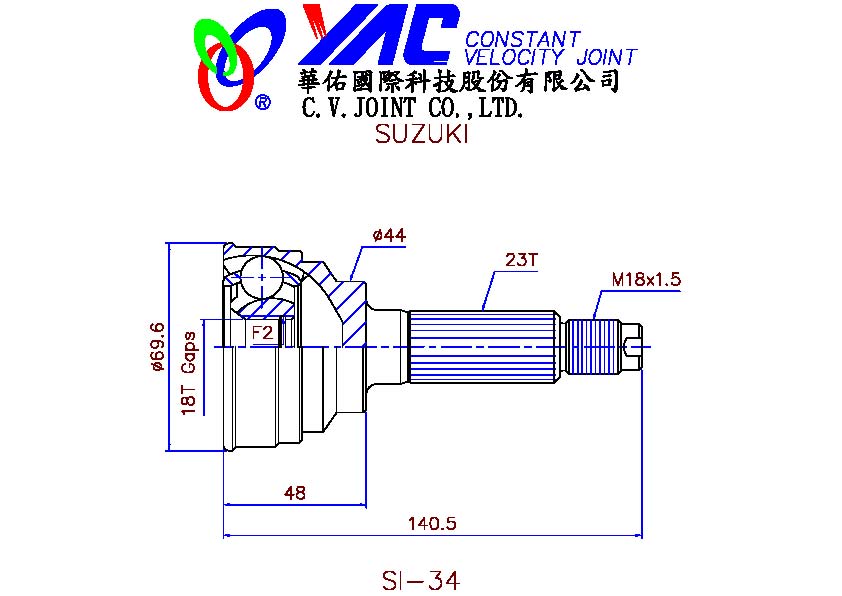 YAC CONSTANT
VELOCITY JOINT
華佑國際科技股份有限公司
®
C.V.JOINT CO.,LTD.
SUZUKI
ø44
23T
M18x1.5
F2
ø69.6
18T Gaps
48
140.5
SI-34